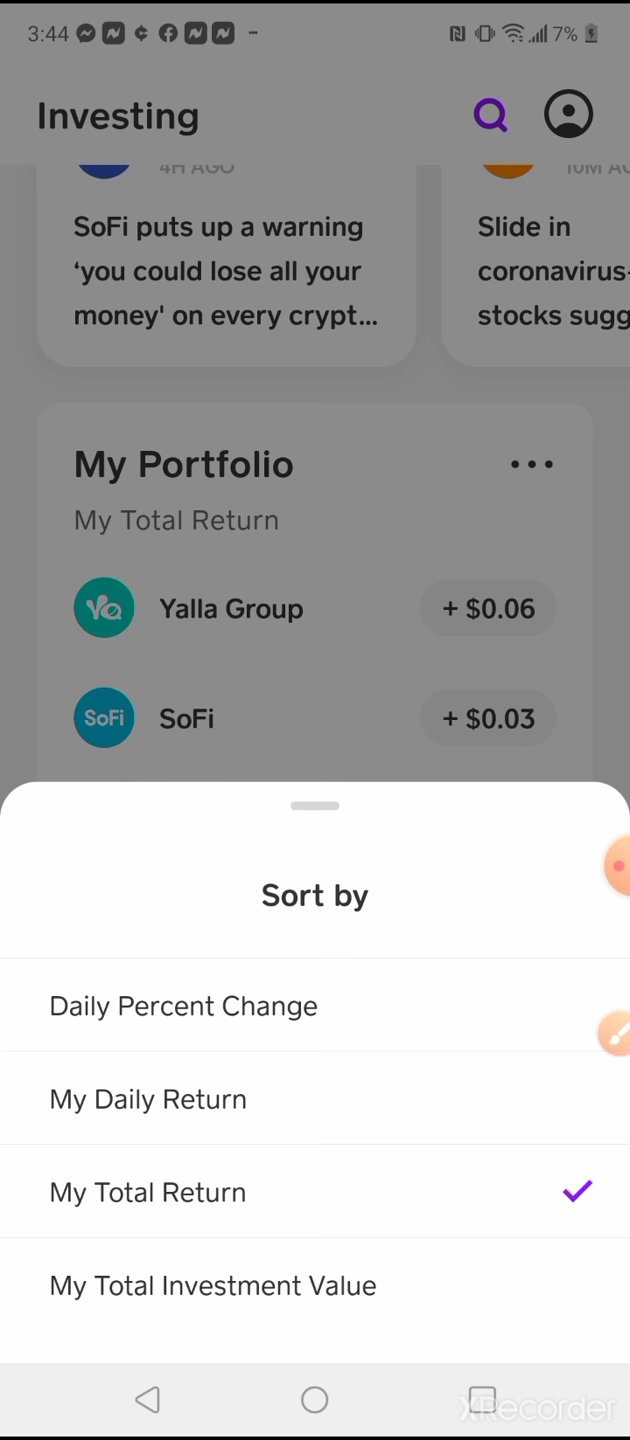 3:44
7%
Investing
4H AGO
SoFi puts up a warning
‘you could lose all your
money' on every crypt...
Slide in
coronavirus-
stocks sugg
My Portfolio
My Total Return
Yalla Group
+ $0.06
SoFi
SoFi
+ $0.03
Sort by
Daily Percent Change
My Daily Return
My Total Return
My Total Investment Value
XRecorder